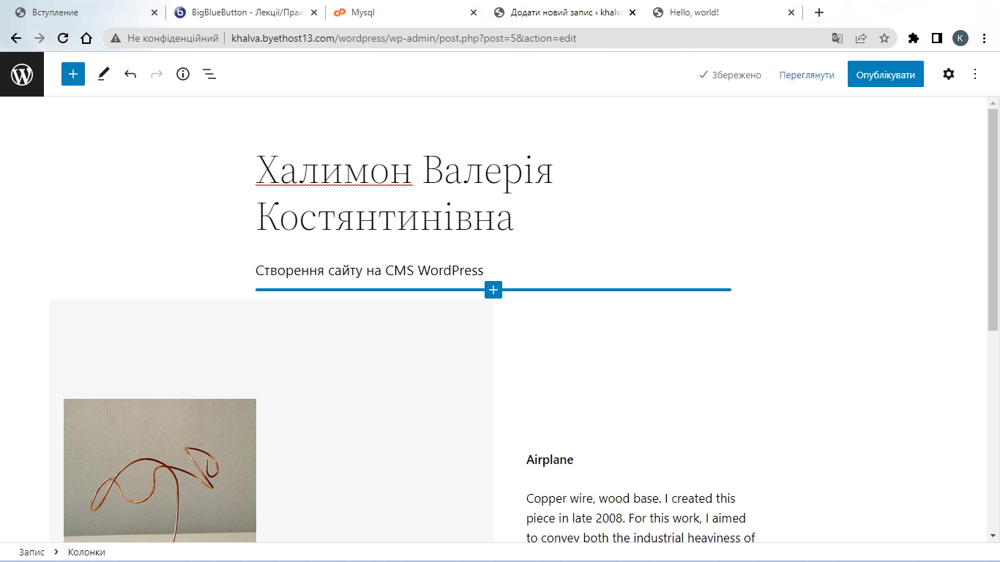 Вступление
BigBlueButton - Лекції/Прак
Mysql
Додати новий запис ‹ khalva
Hello, world!
Не конфіденційний
khalva.byethost13.com/wordpress/wp-admin/post.php?post=5&action=edit
K
Збережено
Переглянути
Опублікувати
Халимон Валерія
Костянтинівна
Створення сайту на CMS WordPress
Airplane
Copper wire, wood base. I created this
piece in late 2008. For this work, I aimed
to convey both the industrial heaviness of
Запис
Колонки